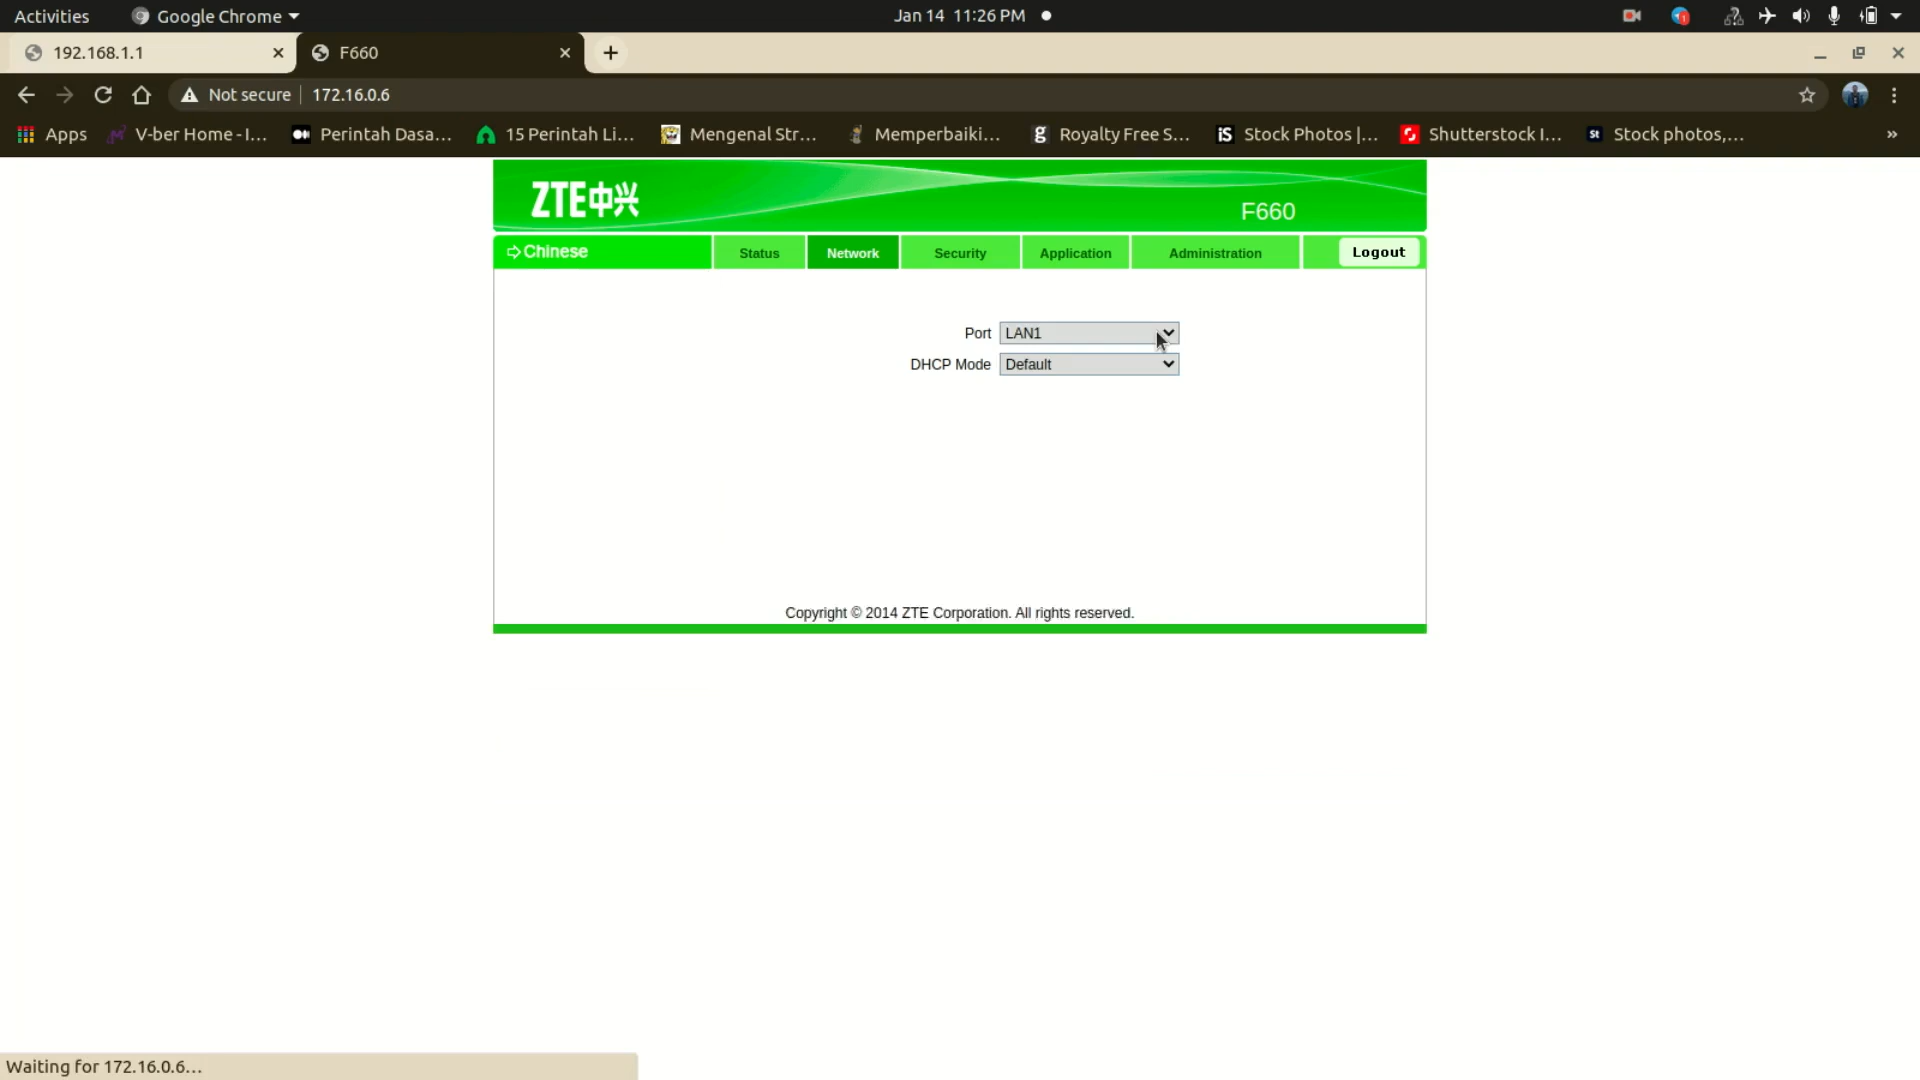 Activities
Google Chrome
Jan 14 11:26 PM
192.168.1.1
F660
Not secure
172.16.0.6
Apps
V-ber Home - I...
Perintah Dasa...
15 Perintah Li...
Mengenal Str...
Memperbaiki...
g
Royalty Free S...
iS
Stock Photos |...
Shutterstock I...
St
Stock photos,...
»
ZTE中兴
F660
Chinese
Status
Network
Security
Application
Administration
Logout
Port
LAN1
DHCP Mode
Default
Copyright © 2014 ZTE Corporation. All rights reserved.
Waiting for 172.16.0.6...